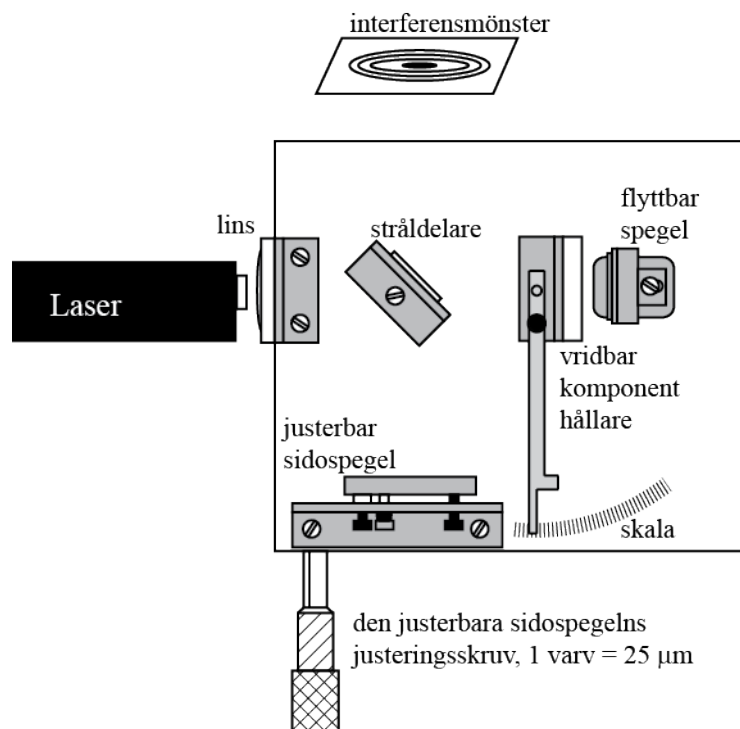 interferensmönster
flyttbar
spegel
lins
stråldelare
Laser
vridbar
komponent
hållare
justerbar
sidospegel
skala
den justerbara sidospegelns
justeringsskruv, 1 varv = 25 μm